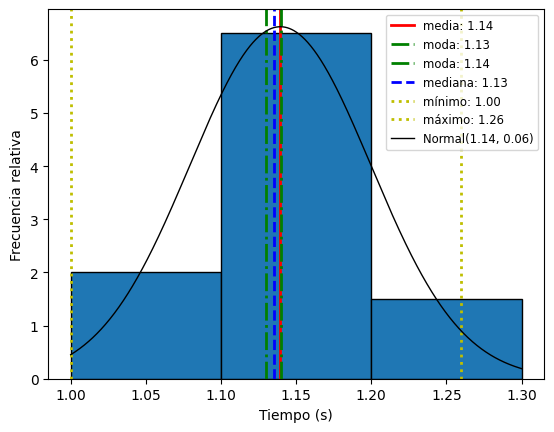 media: 1.14
moda: 1.13
moda: 1.14
mediana: 1.13
mínimo: 1.00
máximo: 1.26
Normal(1.14, 0.06)
Frecuencia relativa
6
5
4
3
2
1
0
1.00 1.05 1.10 1.15 1.20 1.25 1.30
Tiempo (s)